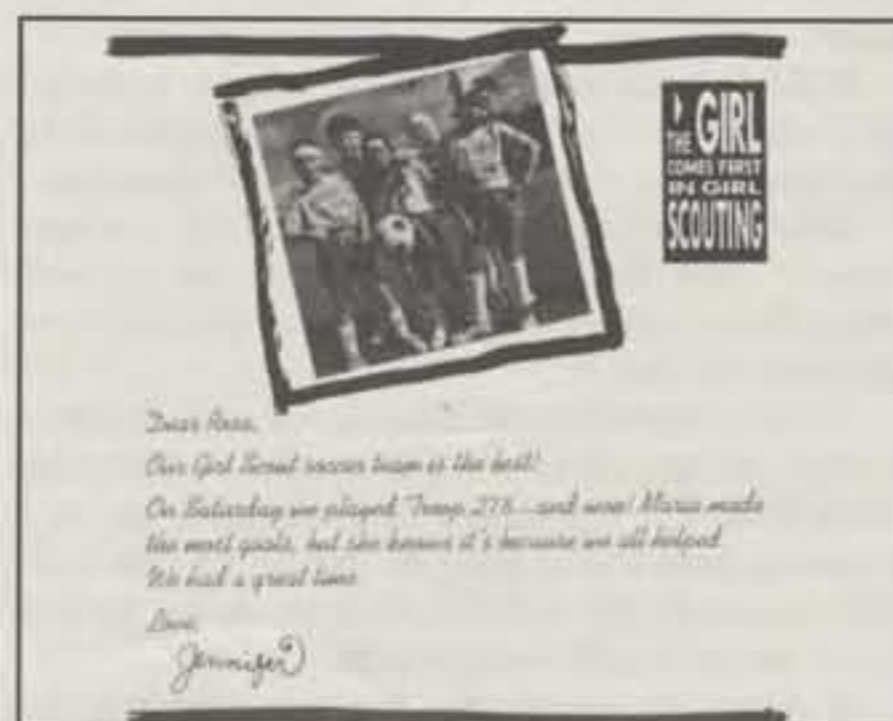 THE GIRL
COMES FIRST
IN GIRL
SCOUTING
Dear
Our Girl Scout soccer team is the best!
On Saturday we played Troop 278...and won! Maria made
the most goals, but she knows it's because we all helped.
We had a great time.
Love,
Jennifer